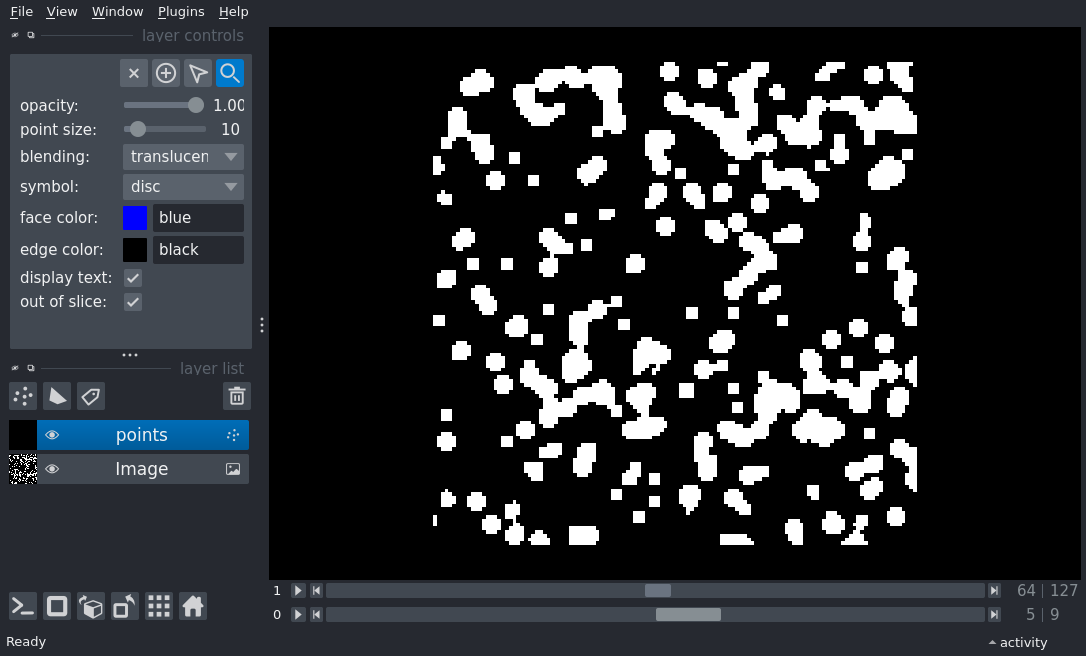 File View Window Plugins Help
layer controls
opacity: 1.00
point size: 10
blending: translucen
symbol: disc
face color: blue
edge color: black
display text:
out of slice:
layer list
points
Image
1 64 127
0 5 9
Ready activity